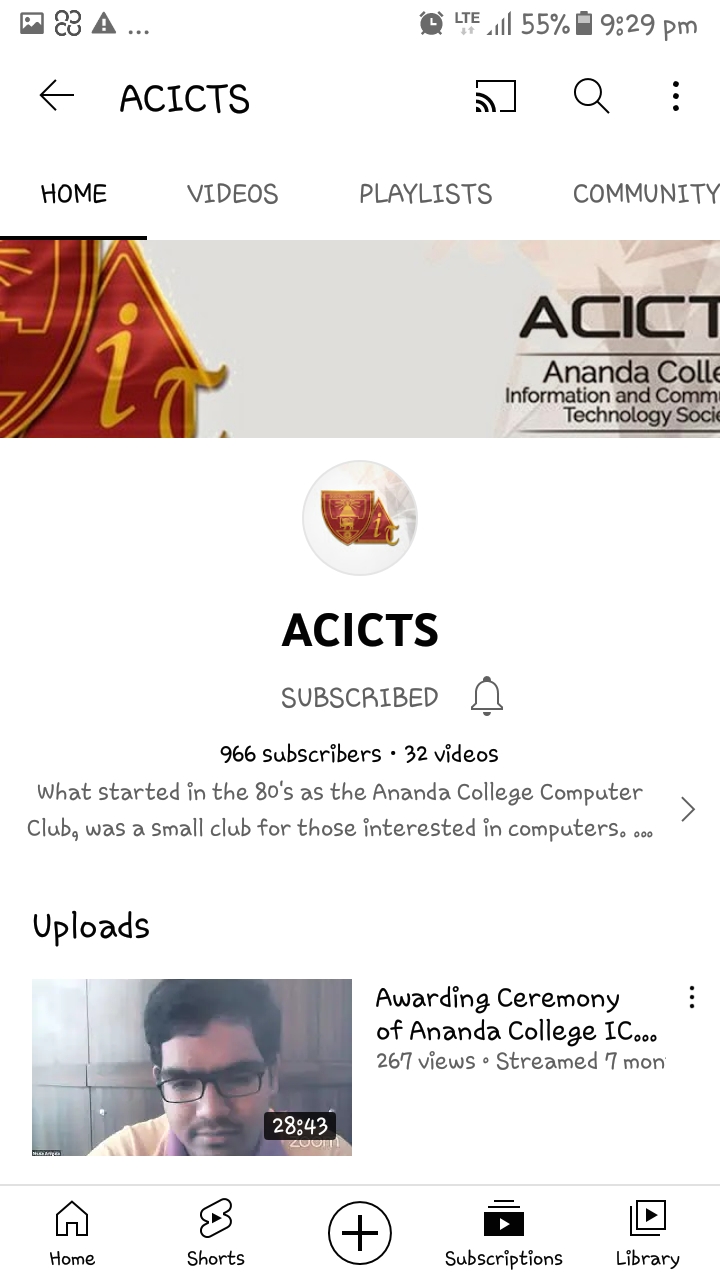 ... LTE 55% 9:29 pm
ACICTS
HOME VIDEOS PLAYLISTS COMMUNITY
it
ACICT
Ananda Colle
Information and Commu
Technology Socie
it
ACICTS
SUBSCRIBED
966 subscribers • 32 videos
What started in the 80's as the Ananda College Computer
Club, was a small club for those interested in computers. ...
Uploads
Awarding Ceremony
of Ananda College IC...
267 views • Streamed 7 mon
28:43
zoom
Home Shorts Subscriptions Library